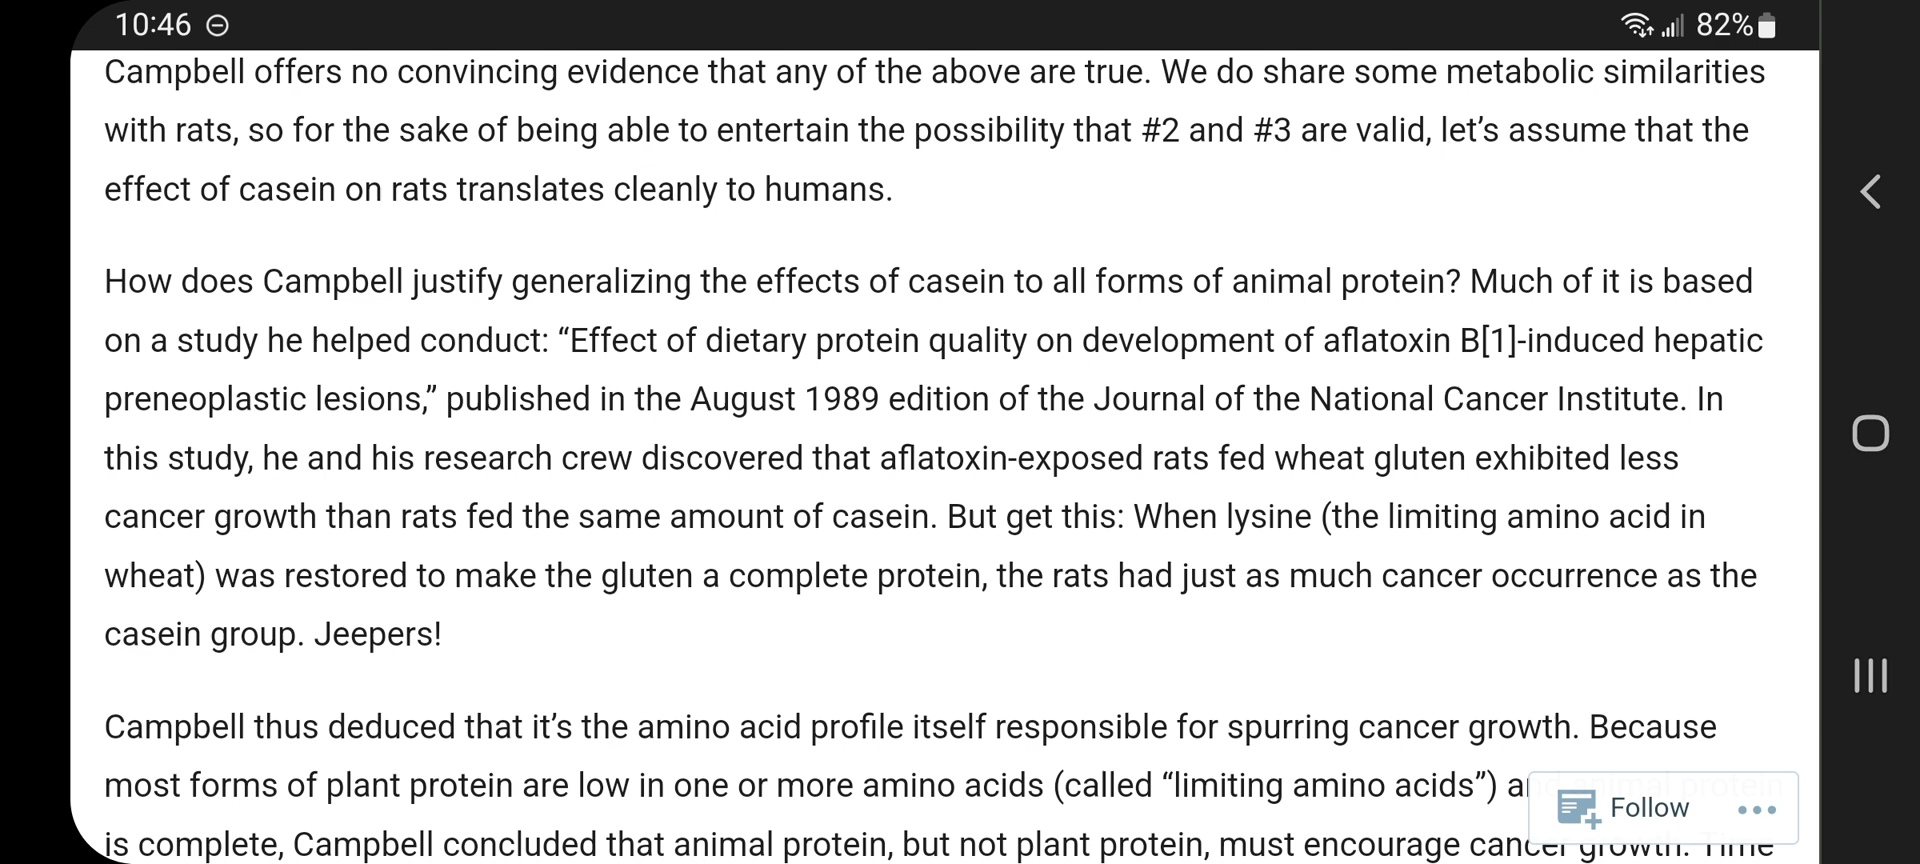 10:46
82%
Campbell offers no convincing evidence that any of the above are true. We do share some metabolic similarities
with rats, so for the sake of being able to entertain the possibility that #2 and #3 are valid, let’s assume that the
effect of casein on rats translates cleanly to humans.
How does Campbell justify generalizing the effects of casein to all forms of animal protein? Much of it is based
on a study he helped conduct: “Effect of dietary protein quality on development of aflatoxin B[1]-induced hepatic
preneoplastic lesions,” published in the August 1989 edition of the Journal of the National Cancer Institute. In
this study, he and his research crew discovered that aflatoxin-exposed rats fed wheat gluten exhibited less
cancer growth than rats fed the same amount of casein. But get this: When lysine (the limiting amino acid in
wheat) was restored to make the gluten a complete protein, the rats had just as much cancer occurrence as the
casein group. Jeepers!
Campbell thus deduced that it’s the amino acid profile itself responsible for spurring cancer growth. Because
most forms of plant protein are low in one or more amino acids (called “limiting amino acids”) and animal protein
is complete, Campbell concluded that animal protein, but not plant protein, must encourage cancer growth. Time
Follow